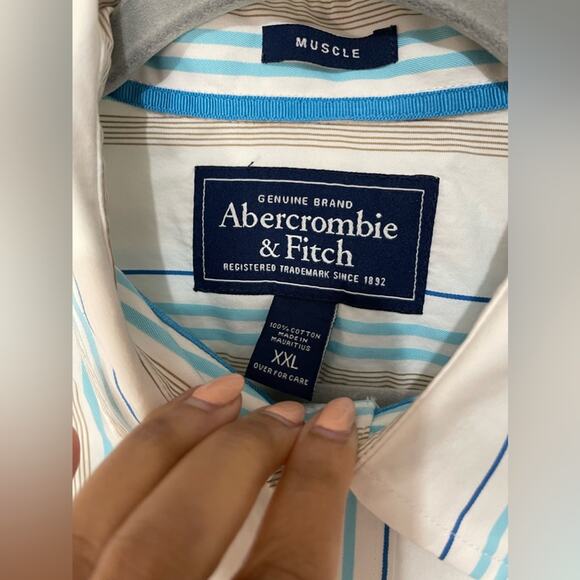 MUSCLE
GENUINE BRAND
Abercrombie
& Fitch
REGISTERED TRADEMARK SINCE 1892
100% COTTON
MADE IN
MAURITIUS
XXL
OVER FOR CARE